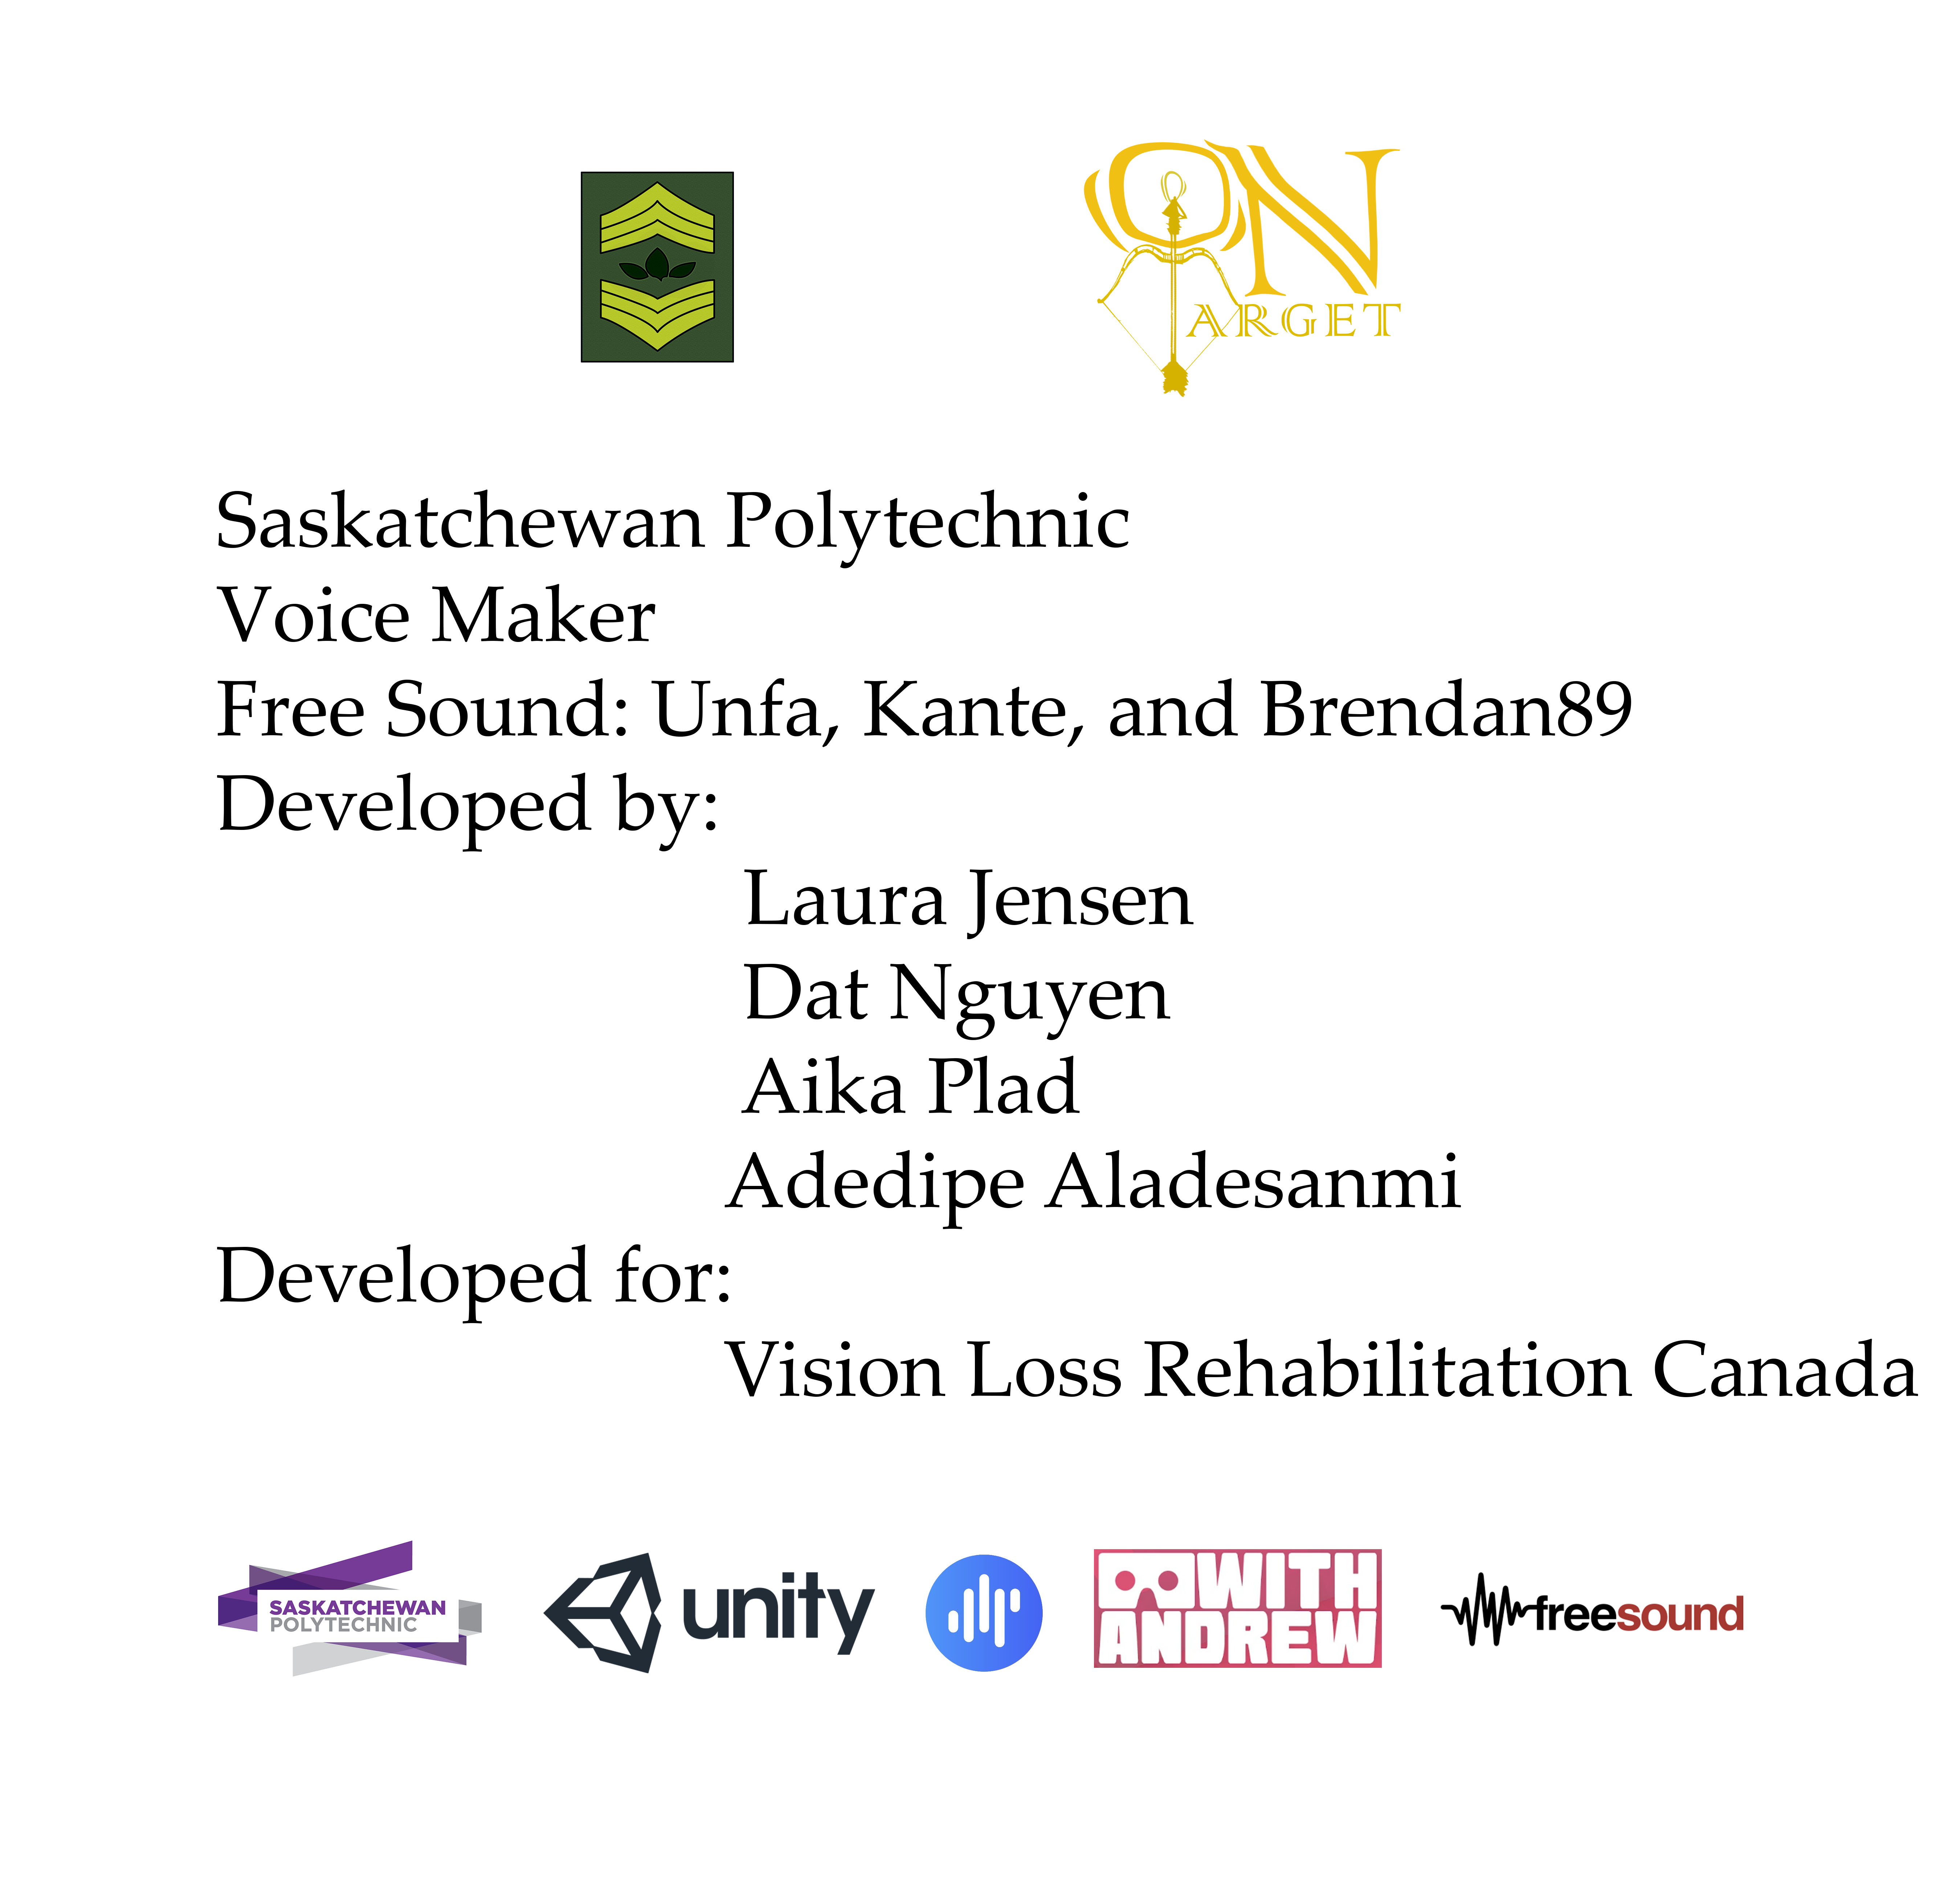 ON
ARGET
Saskatchewan Polytechnic
Voice Maker
Free Sound: Unfa, Kante, and Brendan89
Developed by:
Laura Jensen
Dat Nguyen
Aika Plad
Adedipe Aladesanmi
Developed for:
Vision Loss Rehabilitation Canada
SASKATCHEWAN
POLYTECHNIC
unity
WITH
ANDREW
freesound